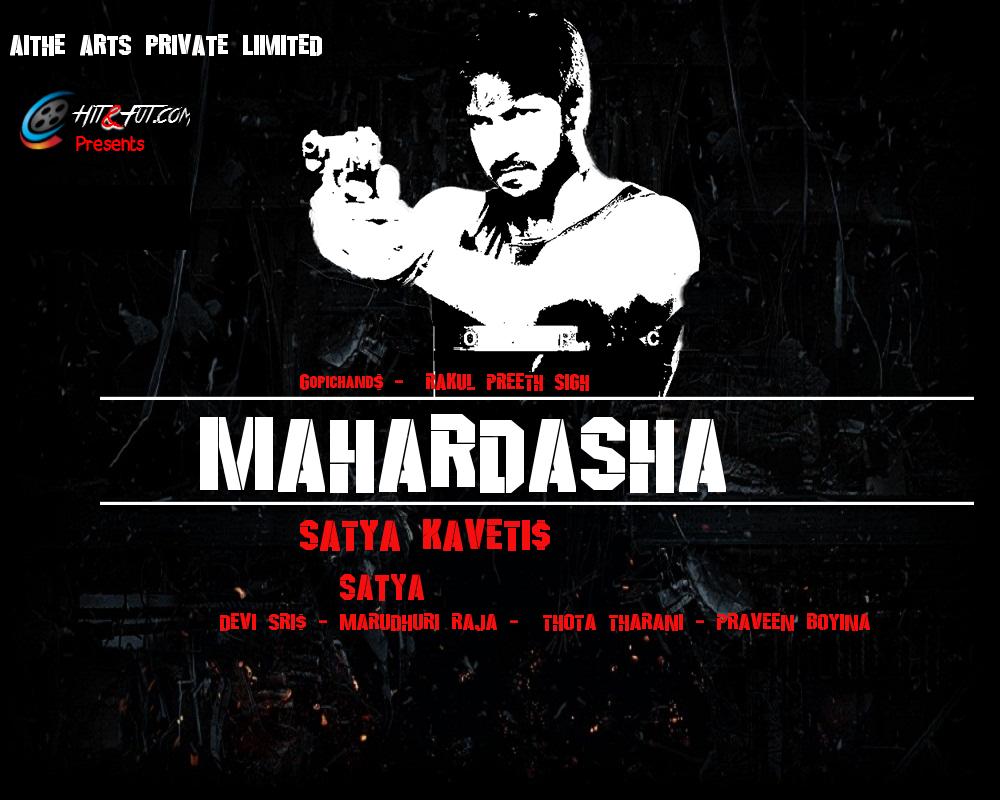 AITHE ARTS PRIVATE LIIMITED
HIT&FUT.COM
Presents
GOPICHAND$ - RAKUL PREETH SIGH
MAHARDASHA
SATYA KAVETI$
SATYA
DEVI SRI$ - MARUDHURI RAJA - THOTA THARANI - PRAVEEN BOYINA